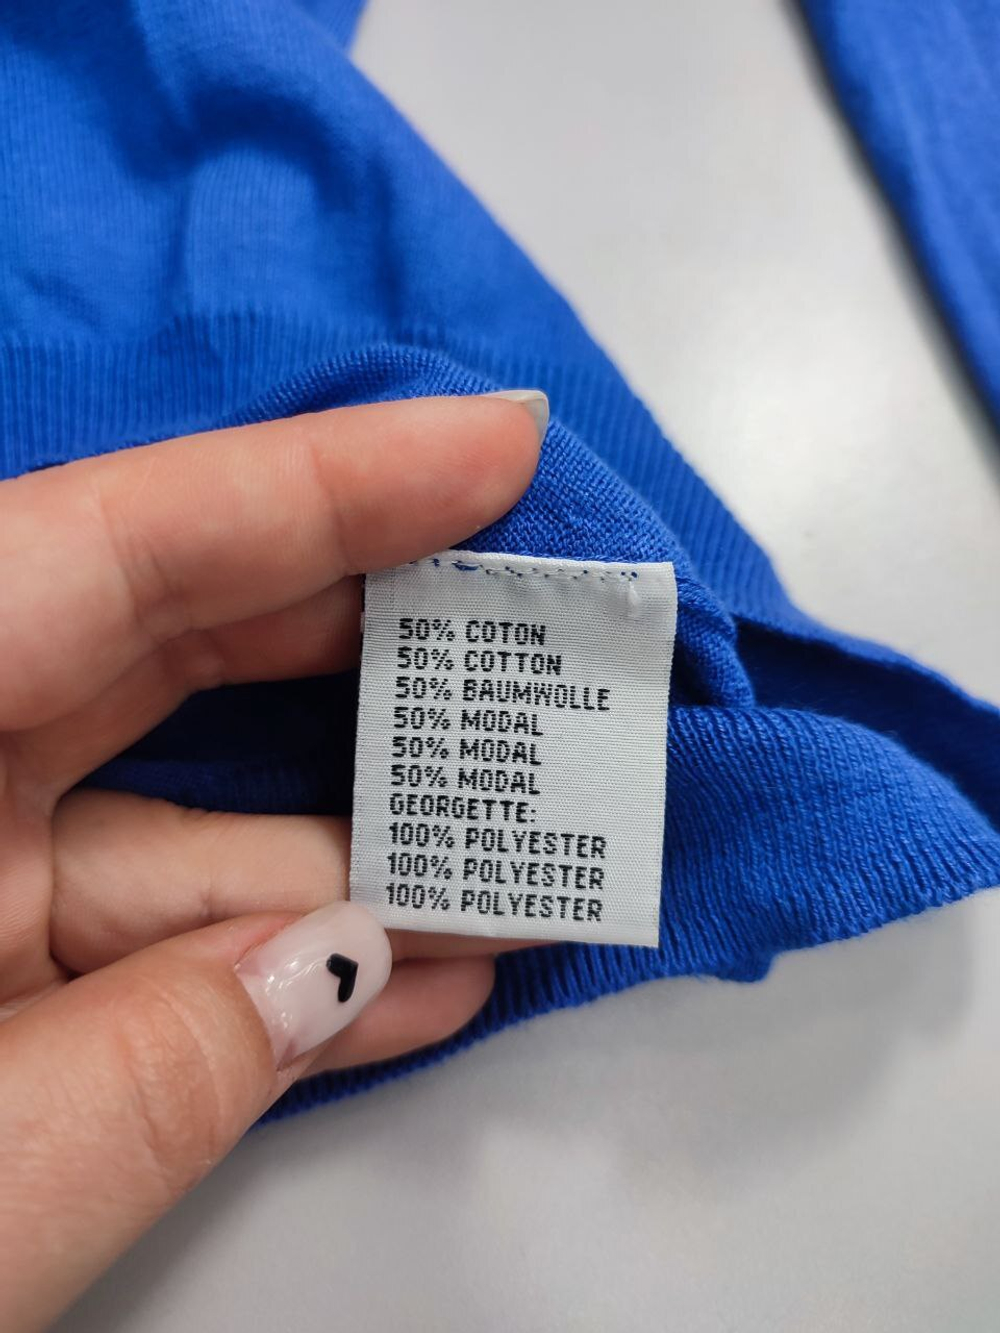 50% COTON
50% COTTON
50% BAUMWOLLE
50% MODAL
50% MODAL
50% MODAL
GEORGETTE:
100% POLYESTER
100% POLYESTER
100% POLYESTER